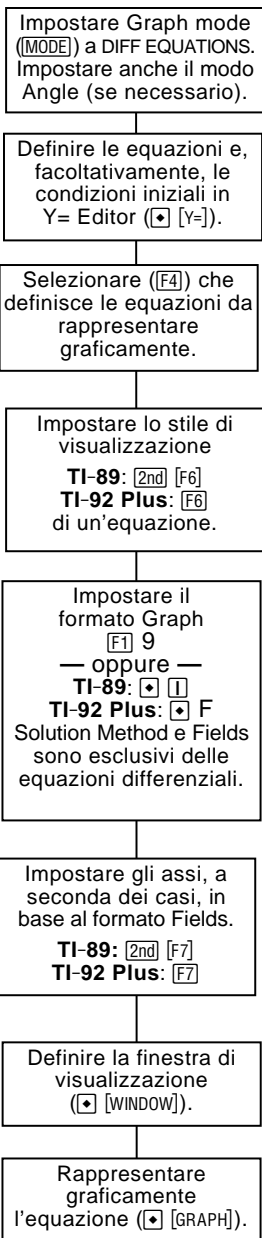 Impostare Graph mode
([MODE]) a DIFF EQUATIONS.
Impostare anche il modo
Angle (se necessario).
Definire le equazioni e,
facoltativamente, le
condizioni iniziali in
Y= Editor (◆ [Y=]).
Selezionare ([F4]) che
definisce le equazioni da
rappresentare
graficamente.
Impostare lo stile di
visualizzazione
TI-89: [2nd] [F6]
TI-92 Plus: [F6]
di un'equazione.
Impostare il
formato Graph
[F1] 9
— oppure —
TI-89: ◆ [|]
TI-92 Plus: ◆ F
Solution Method e Fields
sono esclusivi delle
equazioni differenziali.
Impostare gli assi, a
seconda dei casi, in
base al formato Fields.
TI-89: [2nd] [F7]
TI-92 Plus: [F7]
Definire la finestra di
visualizzazione
(◆ [WINDOW]).
Rappresentare
graficamente
l'equazione (◆ [GRAPH]).